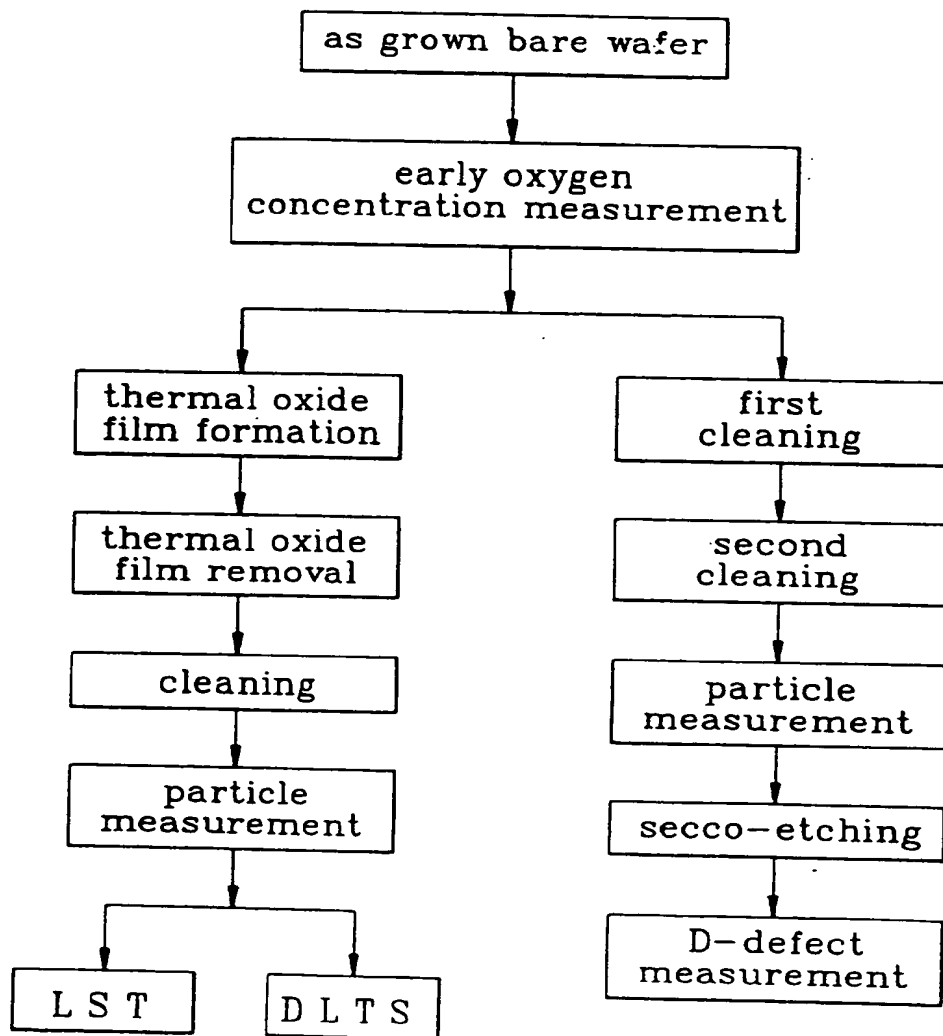 as grown bare wafer
early oxygen
concentration measurement
thermal oxide
film formation
thermal oxide
film removal
cleaning
particle
measurement
LST
DLTS
first
cleaning
second
cleaning
particle
measurement
secco-etching
D-defect
measurement